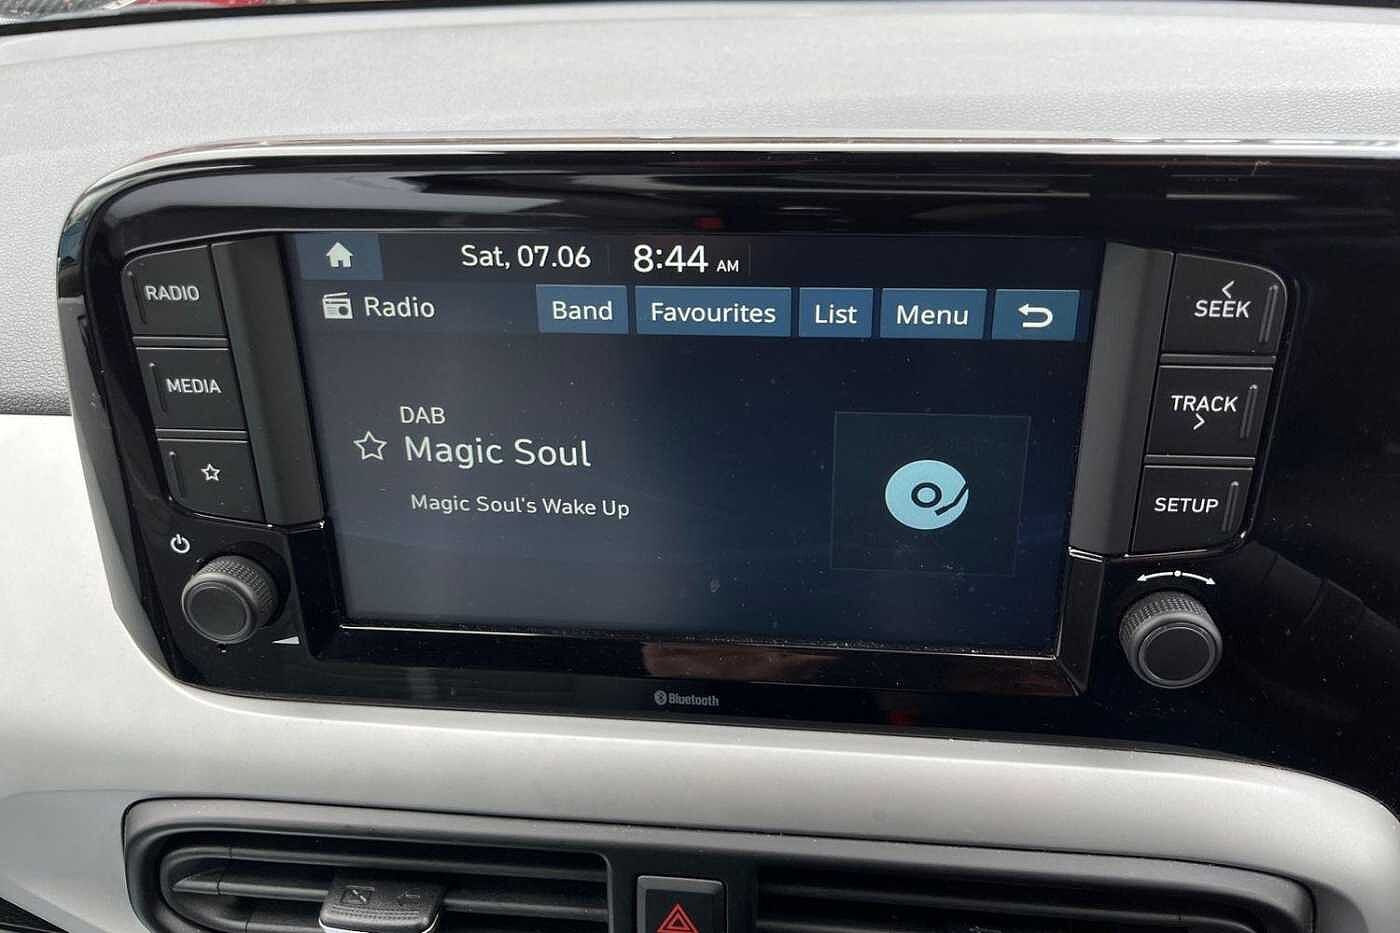 Sat, 07.06 8:44 AM
Radio Band Favourites List Menu
DAB
Magic Soul
Magic Soul's Wake Up
RADIO
MEDIA
SEEK
TRACK
SETUP
Bluetooth